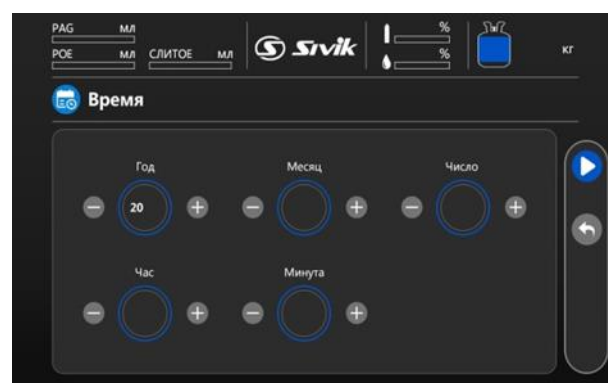 PAG мл
POE мл СЛИТОЕ мл
Sivik
%
%
кг
Время
Год Месяц Число
20
Час Минута